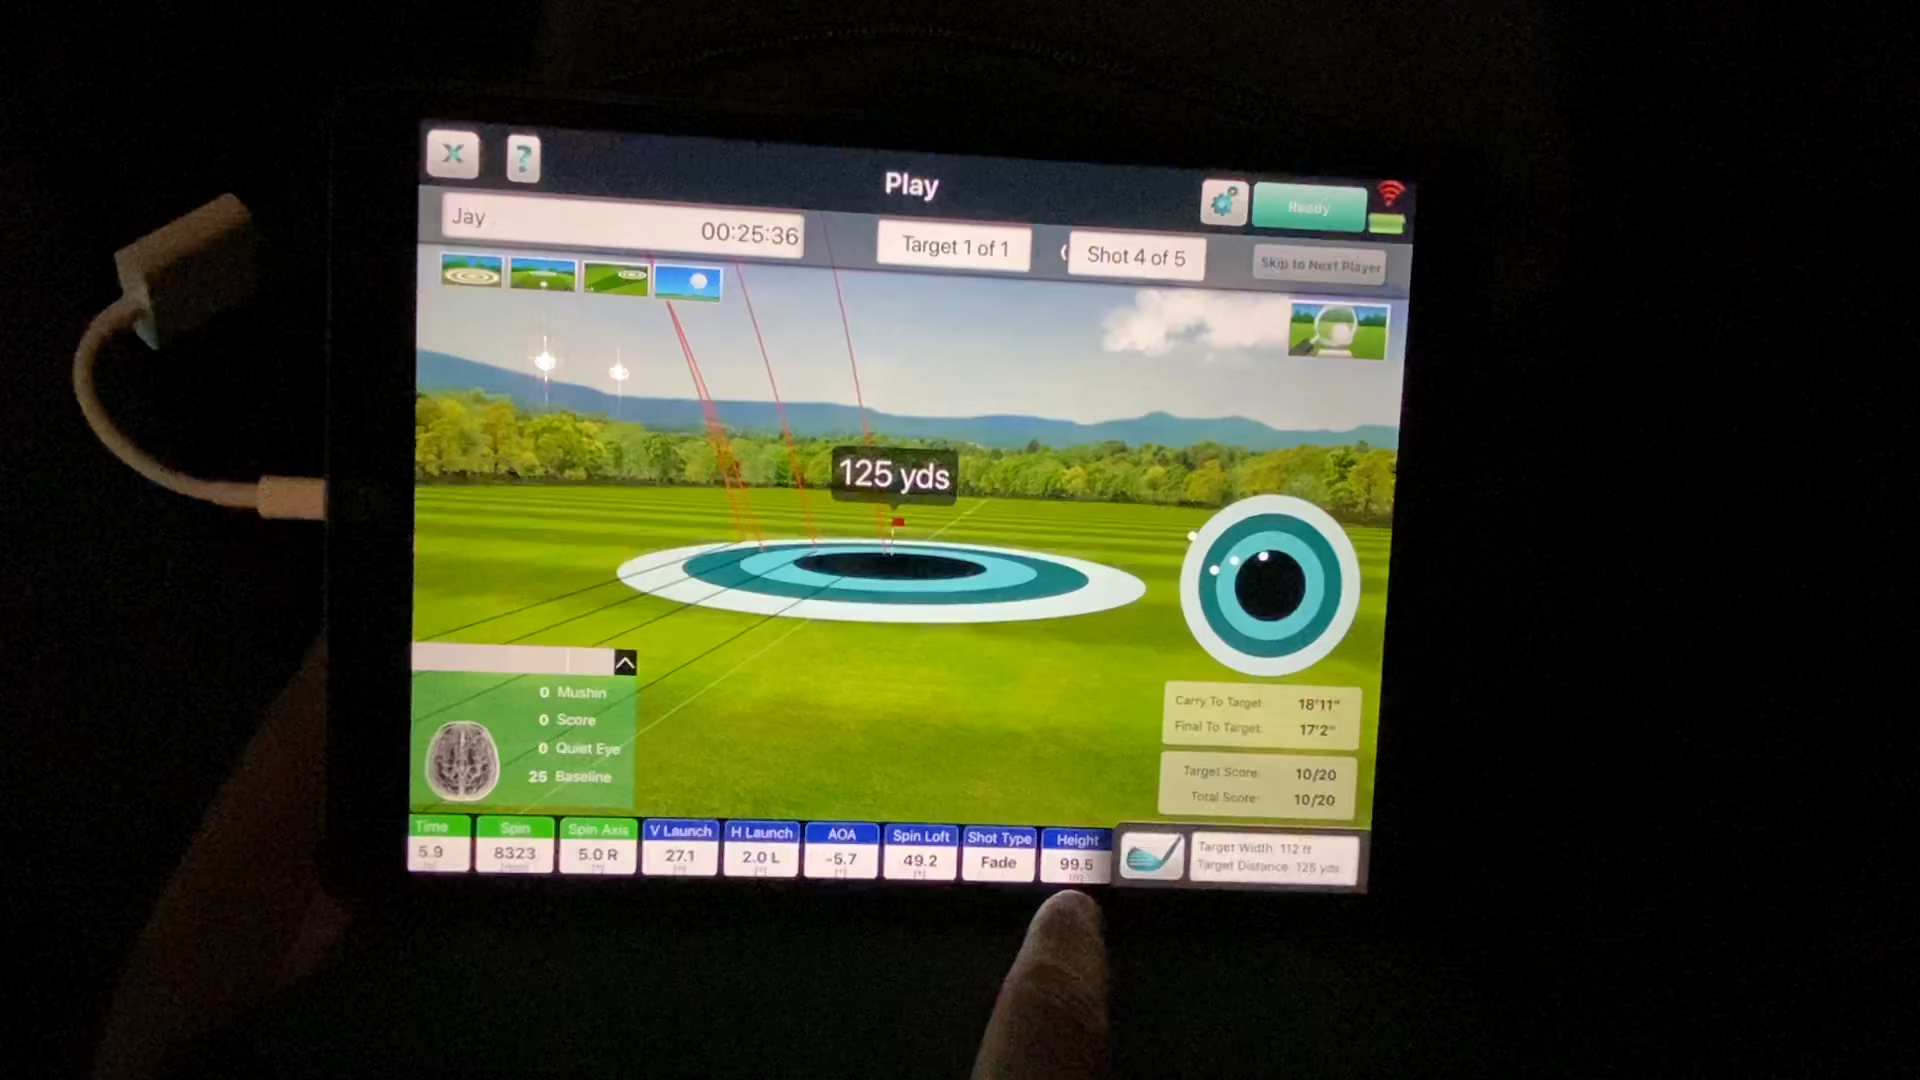 X
?
Play
Ready
Jay
00:25:36
Target 1 of 1
Shot 4 of 5
Skip to Next Player
125 yds
0 Mushin
0 Score
0 Quiet Eye
25 Baseline
Carry To Target 18'11"
Final To Target: 17'2"
Target Score: 10/20
Total Score: 10/20
Time Spin Spin Axis V Launch H Launch AOA Spin Loft Shot Type Height
5.9 8323 5.0 R 27.1 2.0 L -5.7 49.2 Fade 99.5
Target Width: 112 ft
Target Distance: 125 yds